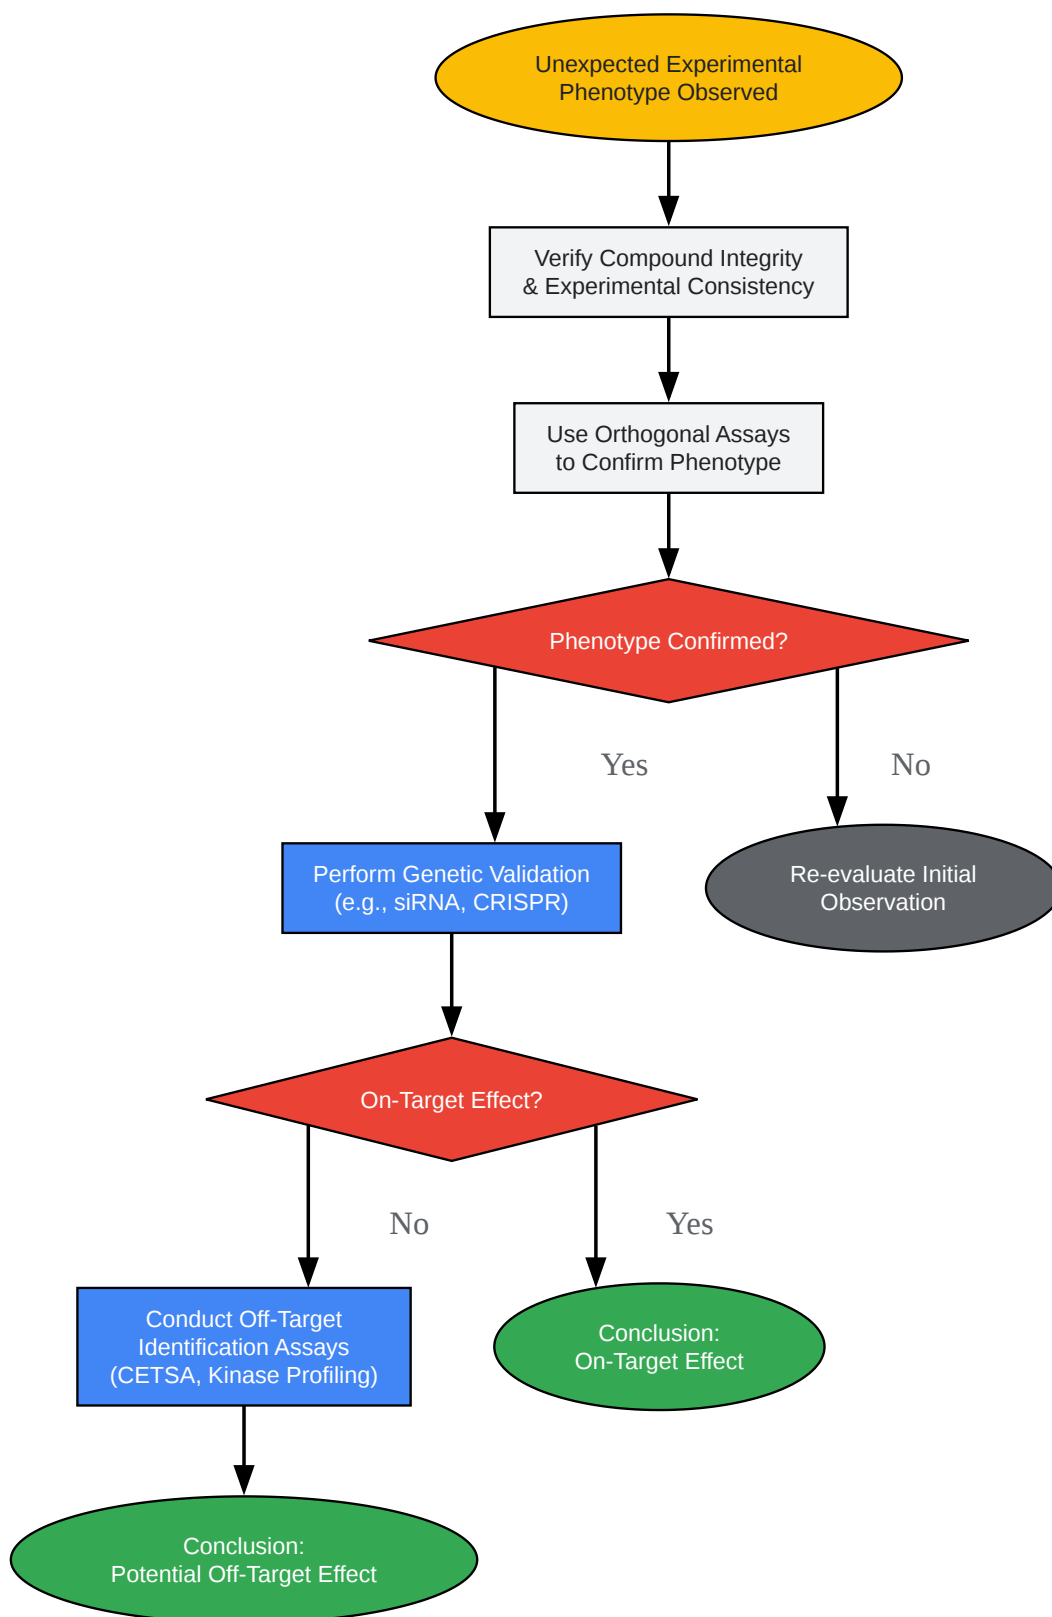 Unexpected Experimental
Phenotype Observed
Verify Compound Integrity
& Experimental Consistency
Use Orthogonal Assays
to Confirm Phenotype
Phenotype Confirmed?
Yes
No
Perform Genetic Validation
(e.g., siRNA, CRISPR)
Re-evaluate Initial
Observation
On-Target Effect?
No
Yes
Conduct Off-Target
Identification Assays
(CETSA, Kinase Profiling)
Conclusion:
On-Target Effect
Conclusion:
Potential Off-Target Effect